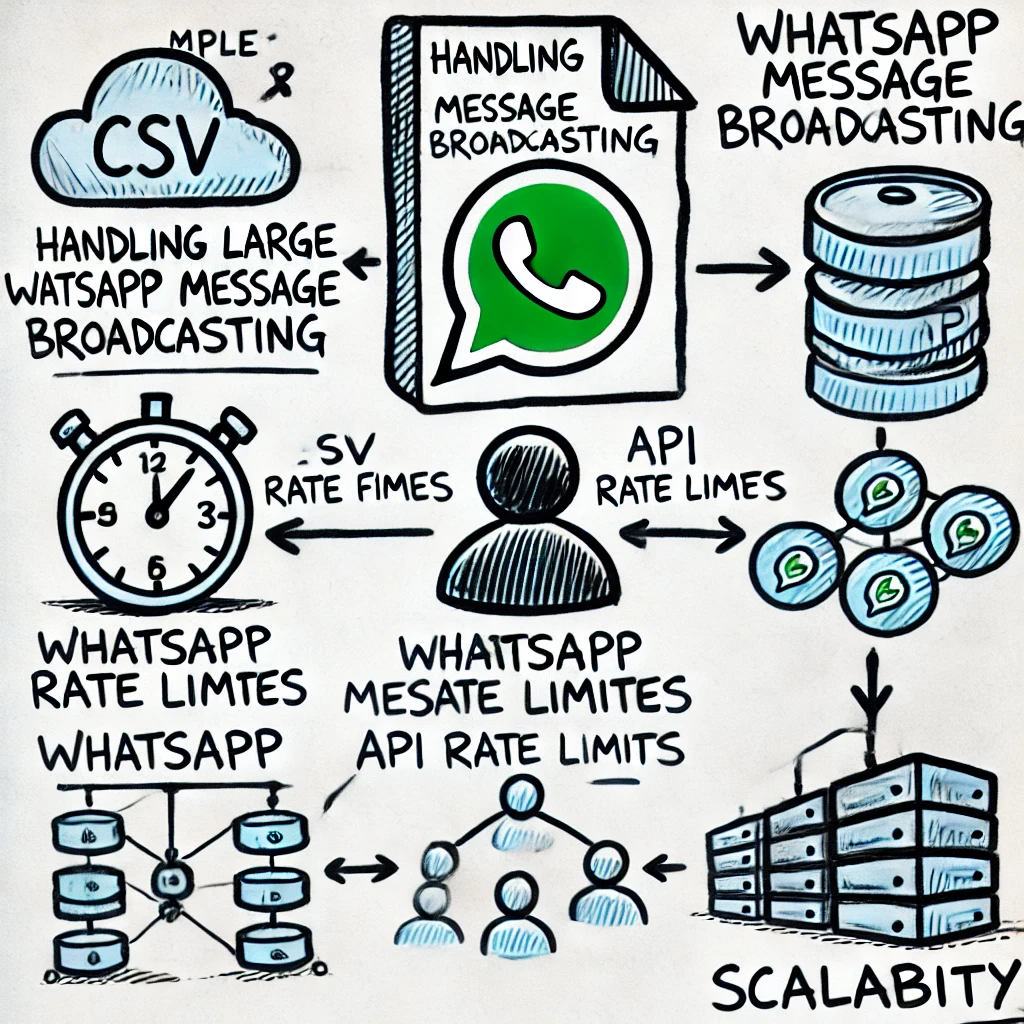 MPLE
CSV
HANDLING LARGE
WATSAPP MESSAGE
BROADCASTING
HANDLING
MESSAGE
BROADCASTING
WHATSAPP
MESSAGE
BROADCASTING
P
12
3
6
9
.SV
RATE FIMES
API
RATE LIMES
WHATSAPP
RATE LIMTES
WHATSAPP
WHATTSAPP
MESATE LIMITES
API RATE LIMITS
SCALABITY